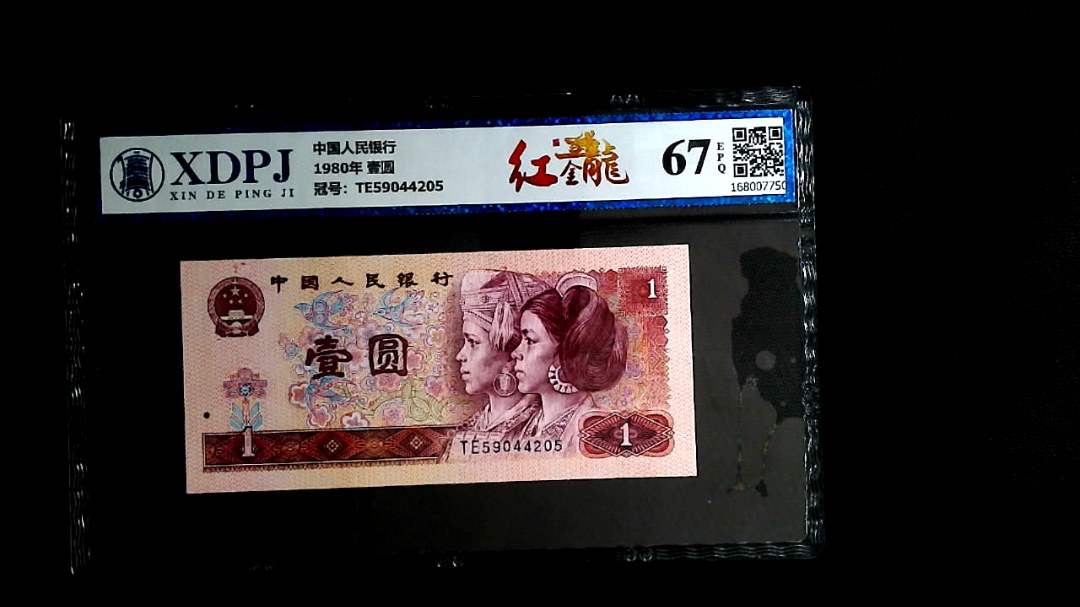 XDPJ
XIN DE PING JI
中国人民银行
1980年 壹圆
冠号：TE59044205
红金龍
67
EPQ
168007750
中国人民银行
1
壹圆
1
TE59044205
1